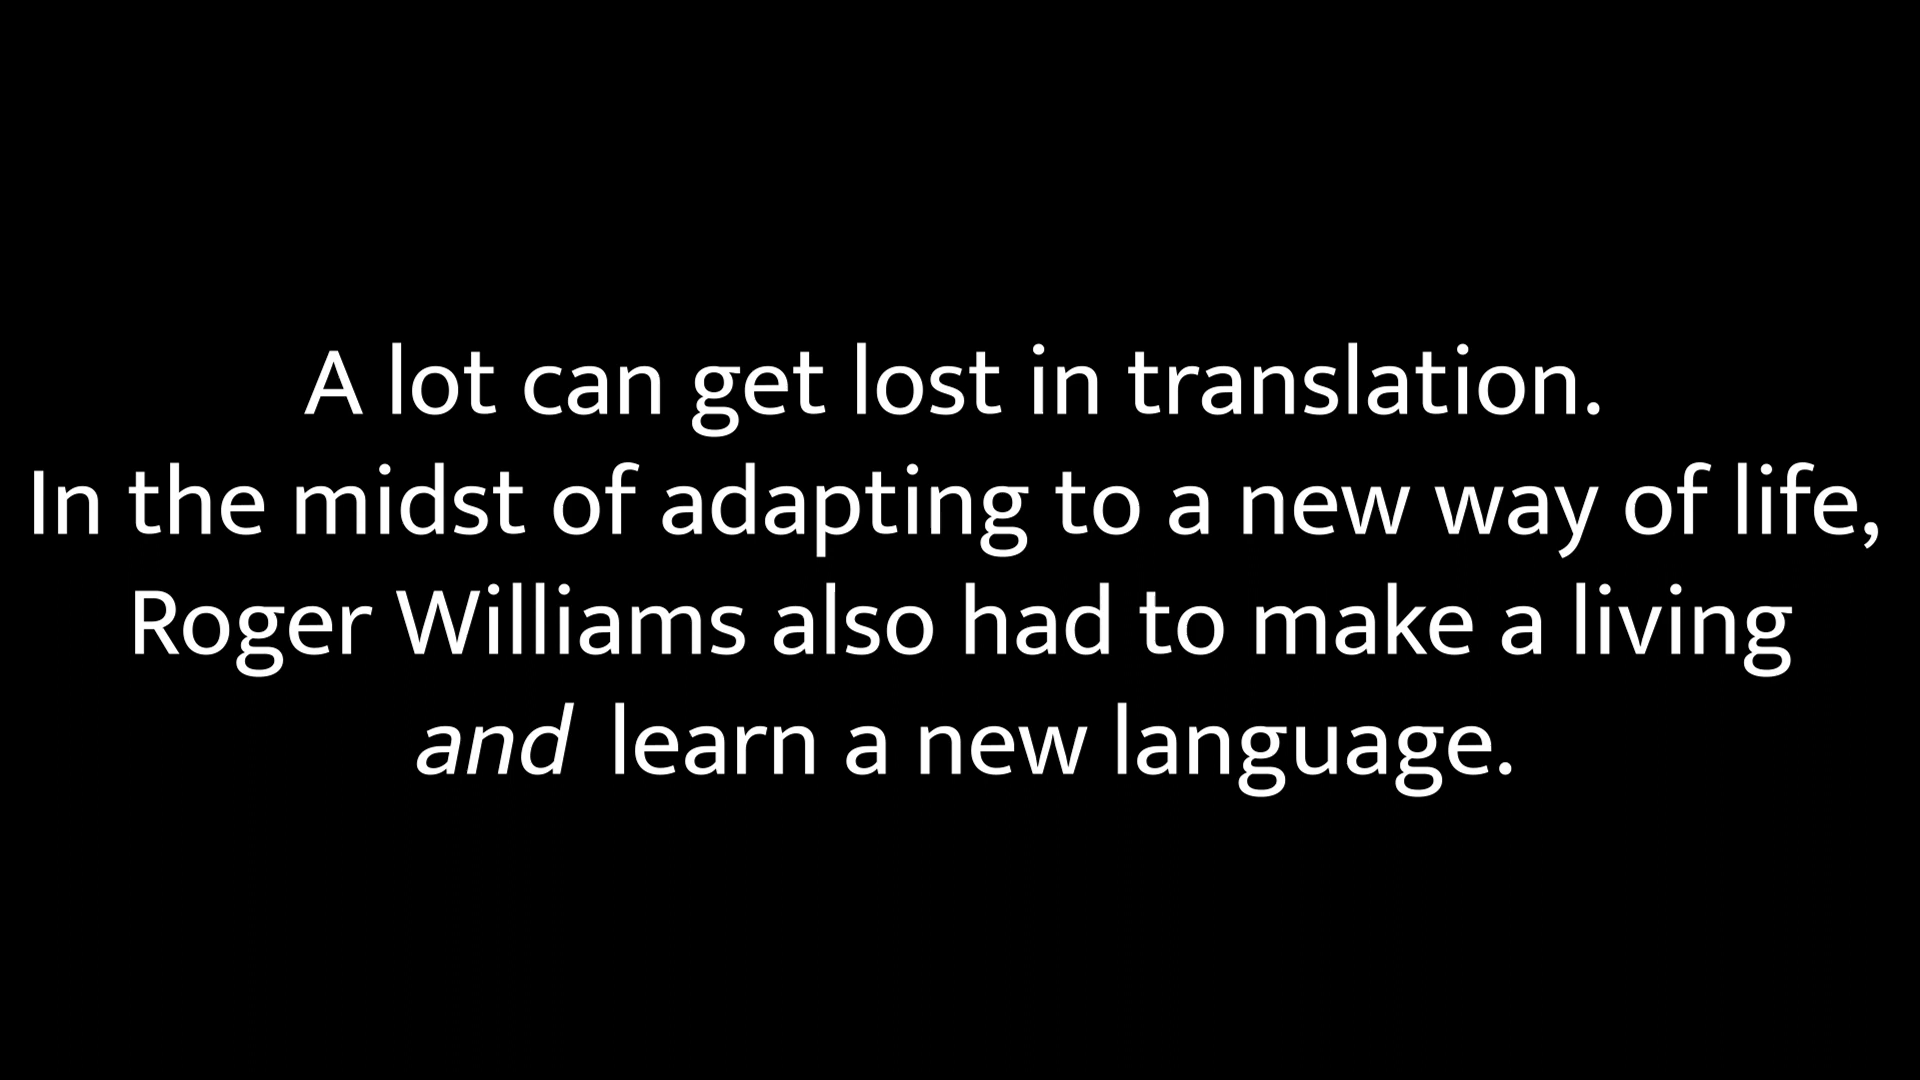 A lot can get lost in translation.
In the midst of adapting to a new way of life,
Roger Williams also had to make a living
and learn a new language.